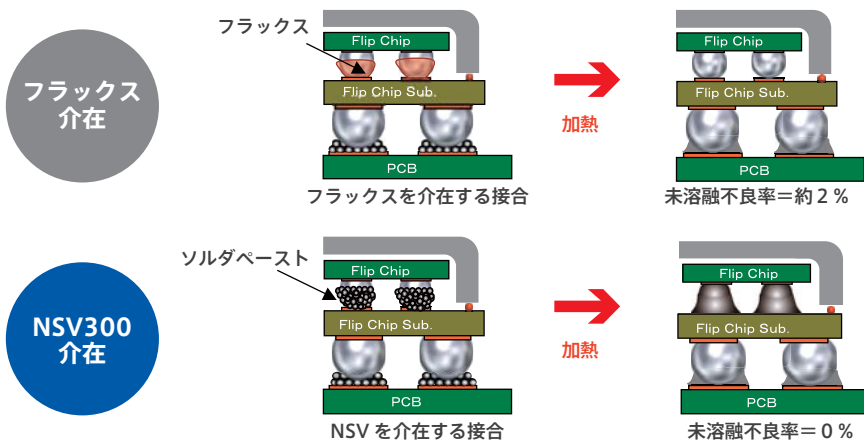 フラックス
介在
フラックス
Flip Chip
Flip Chip Sub.
PCB
フラックスを介在する接合
加熱
Flip Chip
Flip Chip Sub.
PCB
未溶融不良率＝約２％
NSV300
介在
ソルダペースト
Flip Chip
Flip Chip Sub.
PCB
NSV を介在する接合
加熱
Flip Chip
Flip Chip Sub.
PCB
未溶融不良率＝０％